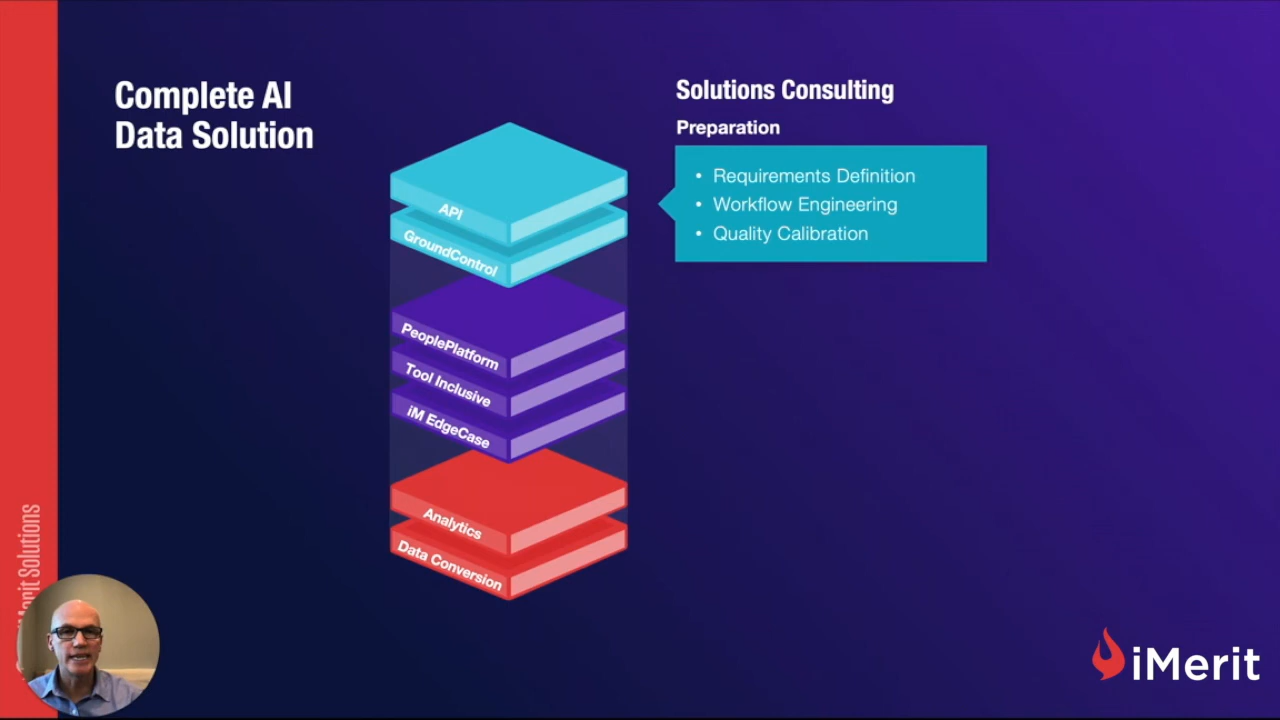 Complete AI
Data Solution
Solutions Consulting
Preparation
• Requirements Definition
• Workflow Engineering
• Quality Calibration
API
GroundControl
PeoplePlatform
Tool Inclusive
iM EdgeCase
Analytics
Data Conversion
Solutions
iMerit